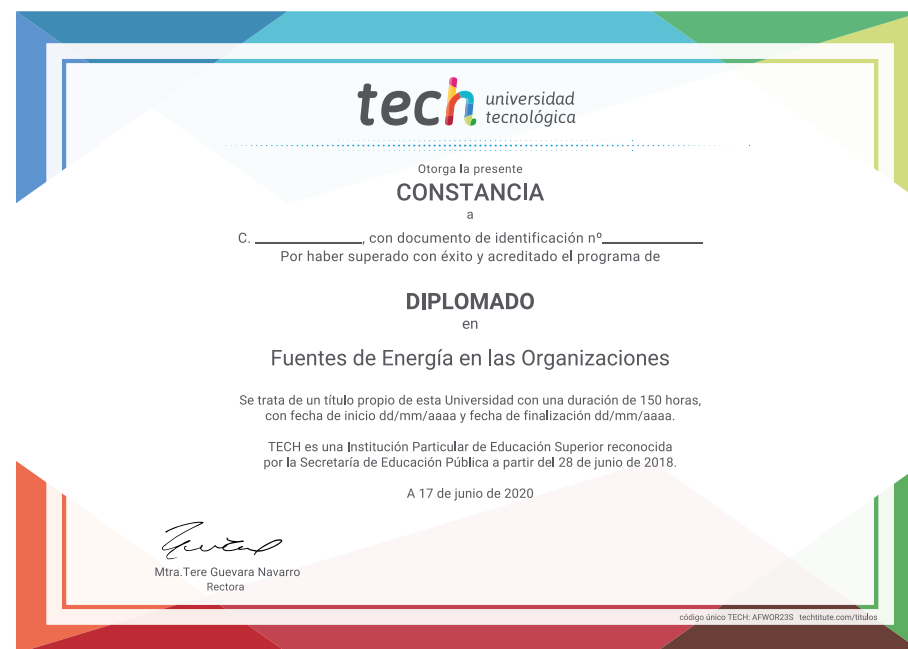 tech universidad
tecnológica
Otorga la presente
CONSTANCIA
a
C. ____________, con documento de identificación nº____________
Por haber superado con éxito y acreditado el programa de
DIPLOMADO
en
Fuentes de Energía en las Organizaciones
Se trata de un título propio de esta Universidad con una duración de 150 horas,
con fecha de inicio dd/mm/aaaa y fecha de finalización dd/mm/aaaa.
TECH es una Institución Particular de Educación Superior reconocida
por la Secretaría de Educación Pública a partir del 28 de junio de 2018.
A 17 de junio de 2020
Mtra.Tere Guevara Navarro
Rectora
código único TECH: AFWOR23S techtitute.com/titulos